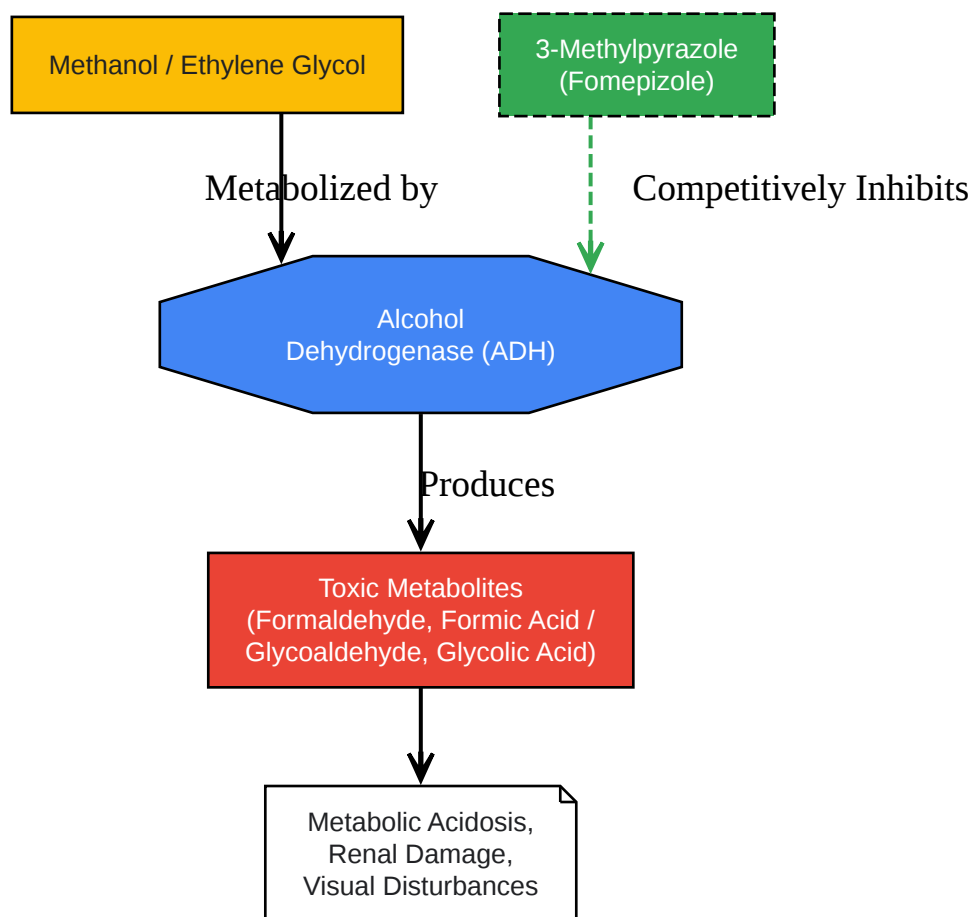 Methanol / Ethylene Glycol
3-Methylpyrazole
(Fomepizole)
Metabolized by
Competitively Inhibits
Alcohol
Dehydrogenase (ADH)
Produces
Toxic Metabolites
(Formaldehyde, Formic Acid /
Glycoaldehyde, Glycolic Acid)
Metabolic Acidosis,
Renal Damage,
Visual Disturbances